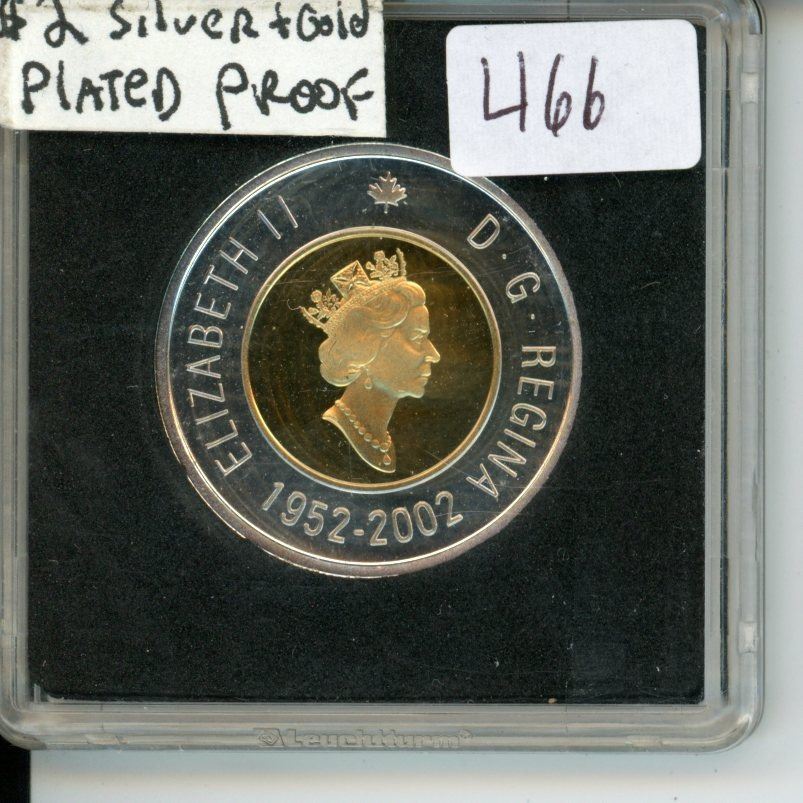 $2 Silver + Gold
PLATED PROOF
466
ELIZABETH II
D·G·REGINA
1952-2002
Leuchtturm